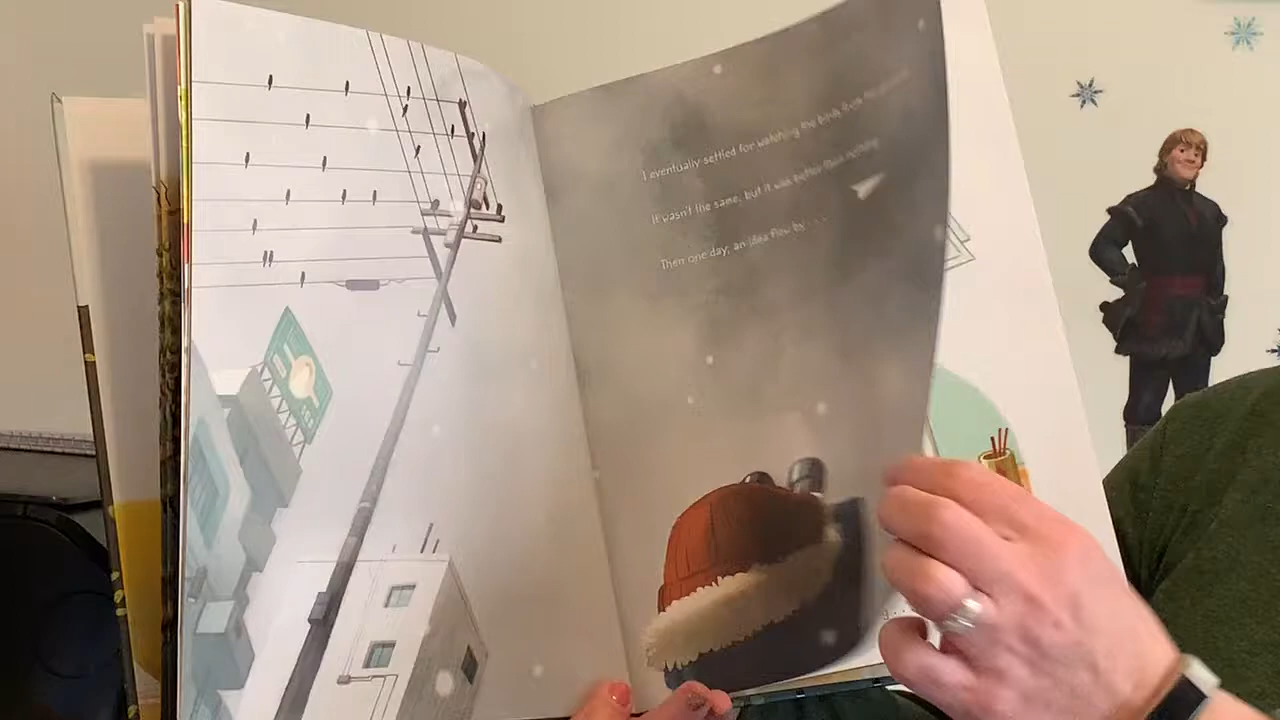 I eventually settled for watching the birds from
It wasn't the same, but it was better than nothing.
Then one day, an idea flew by . . .